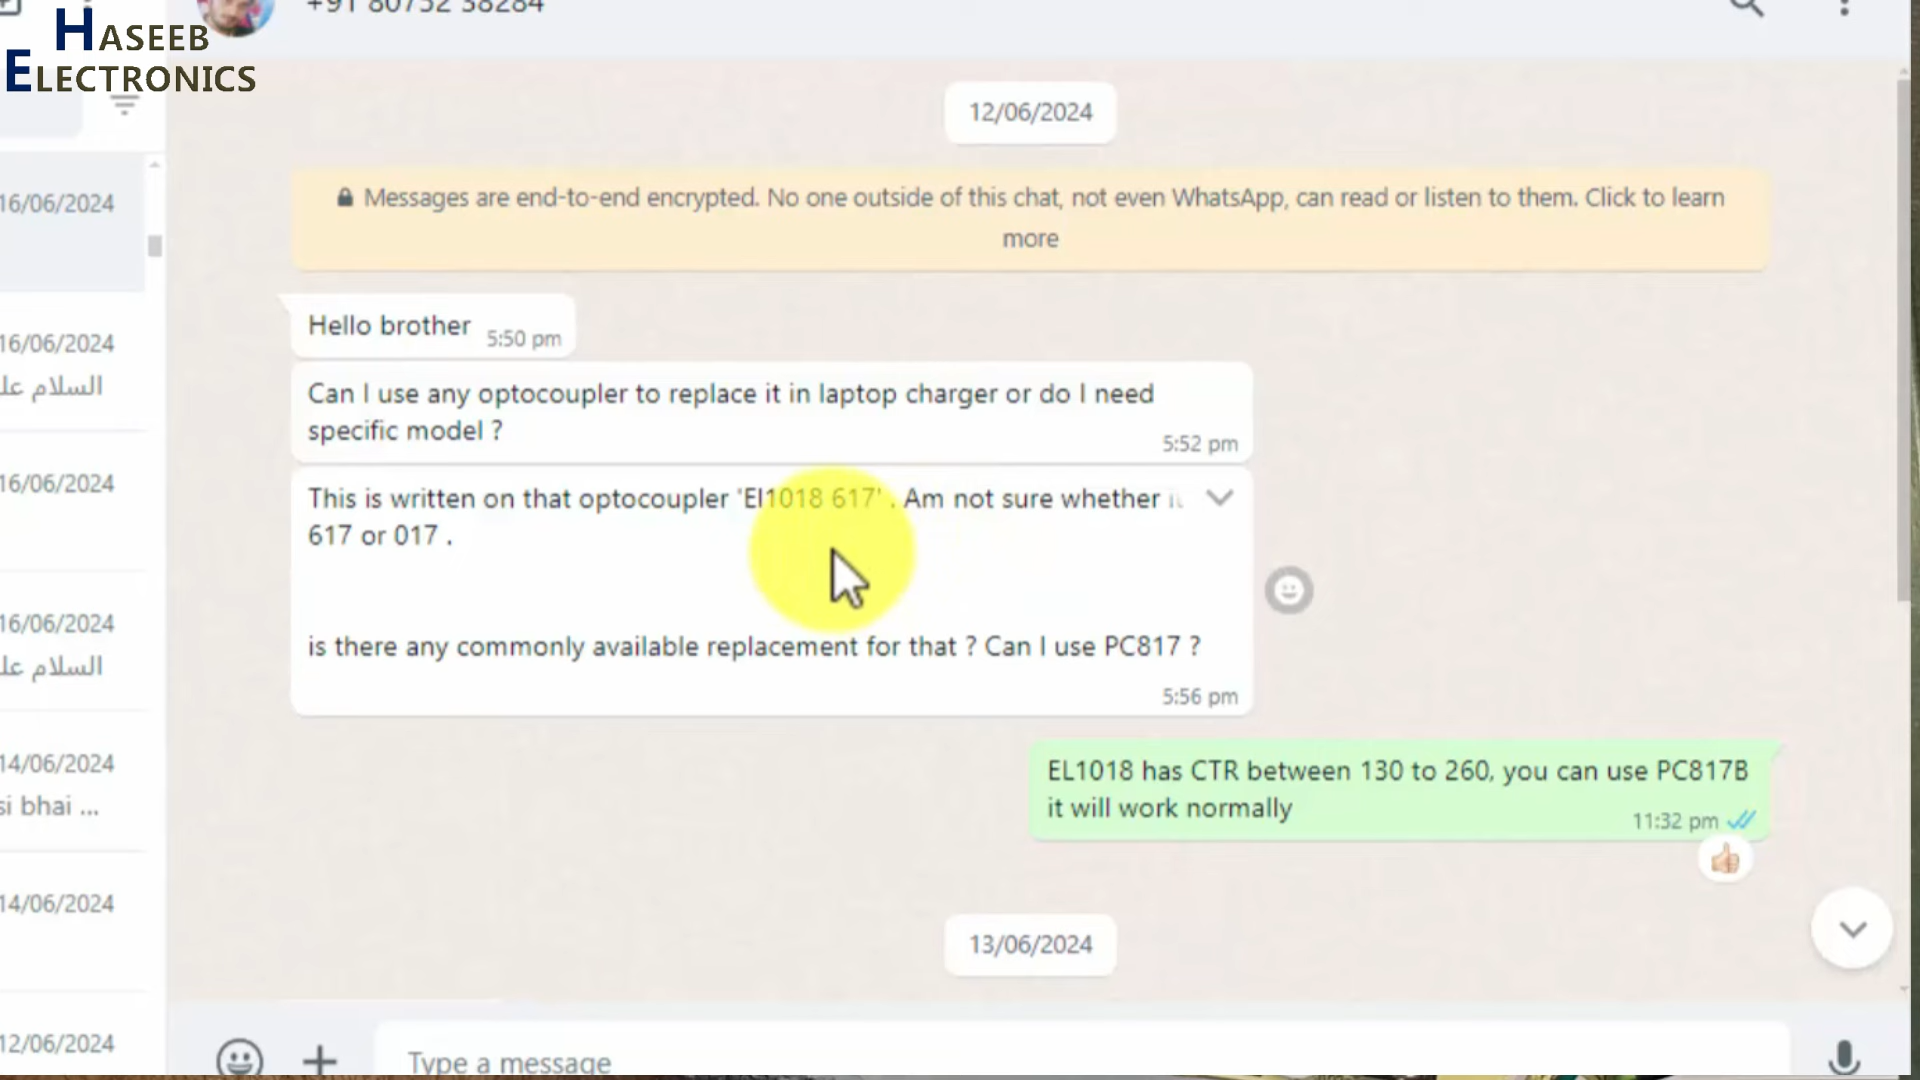 +91 80752 38284
HASEEB
ELECTRONICS
16/06/2024
16/06/2024
السلام عل
16/06/2024
16/06/2024
السلام عل
14/06/2024
si bhai ...
14/06/2024
12/06/2024
12/06/2024
Messages are end-to-end encrypted. No one outside of this chat, not even WhatsApp, can read or listen to them. Click to learn
more
Hello brother 5:50 pm
Can I use any optocoupler to replace it in laptop charger or do I need
specific model ?
5:52 pm
This is written on that optocoupler 'El1018 617' . Am not sure whether
617 or 017 .
is there any commonly available replacement for that ? Can I use PC817 ?
5:56 pm
EL1018 has CTR between 130 to 260, you can use PC817B
it will work normally
11:32 pm
13/06/2024
Type a message